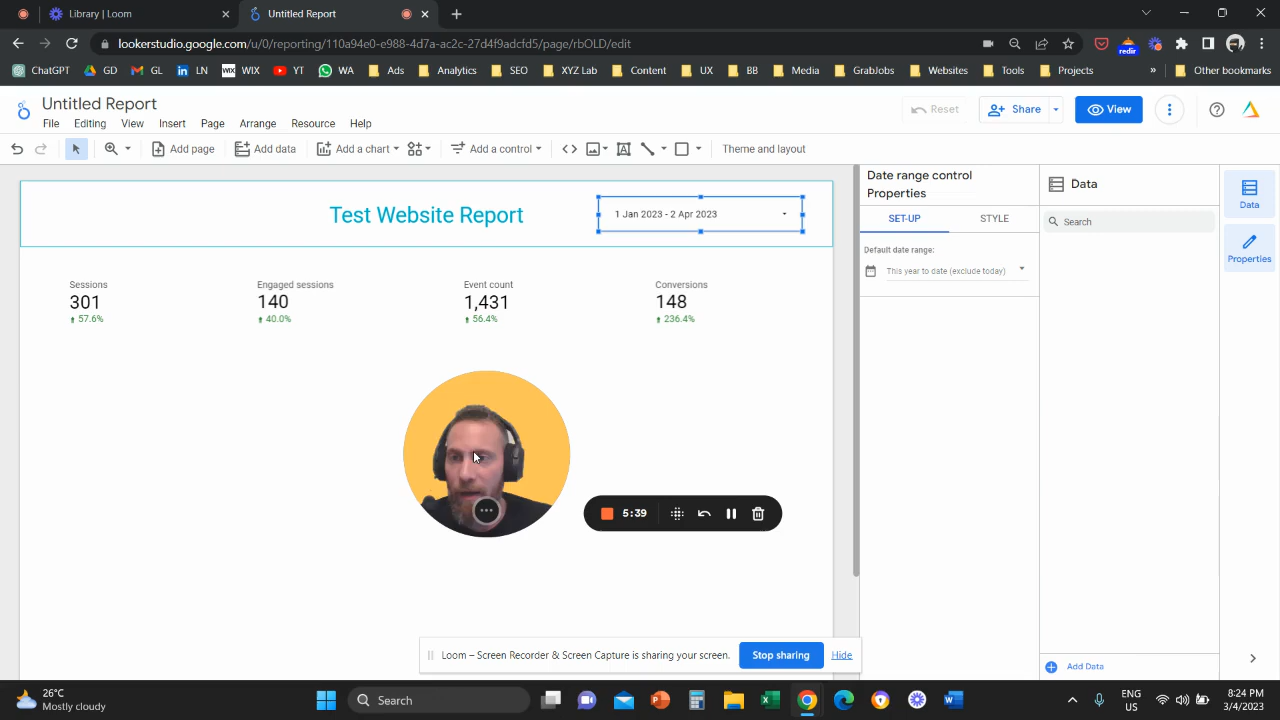 Library | Loom
Untitled Report
lookerstudio.google.com/u/0/reporting/110a94e0-e988-4d7a-ac2c-27d4f9adcfd5/page/rbOLD/edit
redir
ChatGPT GD GL LN WIX YT WA Ads Analytics SEO XYZ Lab Content UX BB Media GrabJobs Websites Tools Projects » Other bookmarks
Untitled Report
Reset Share View
File Editing View Insert Page Arrange Resource Help
Add page Add data Add a chart Add a control Theme and layout
Test Website Report
1 Jan 2023 - 2 Apr 2023
Sessions Engaged sessions Event count Conversions
301 140 1,431 148
57.6% 40.0% 56.4% 236.4%
5:39
Loom – Screen Recorder & Screen Capture is sharing your screen. Stop sharing Hide
Date range control
Properties
SET-UP STYLE
Default date range:
This year to date (exclude today)
Data
Search
Add Data
Data
Properties
26°C
Mostly cloudy
Search
ENG
US
8:24 PM
3/4/2023